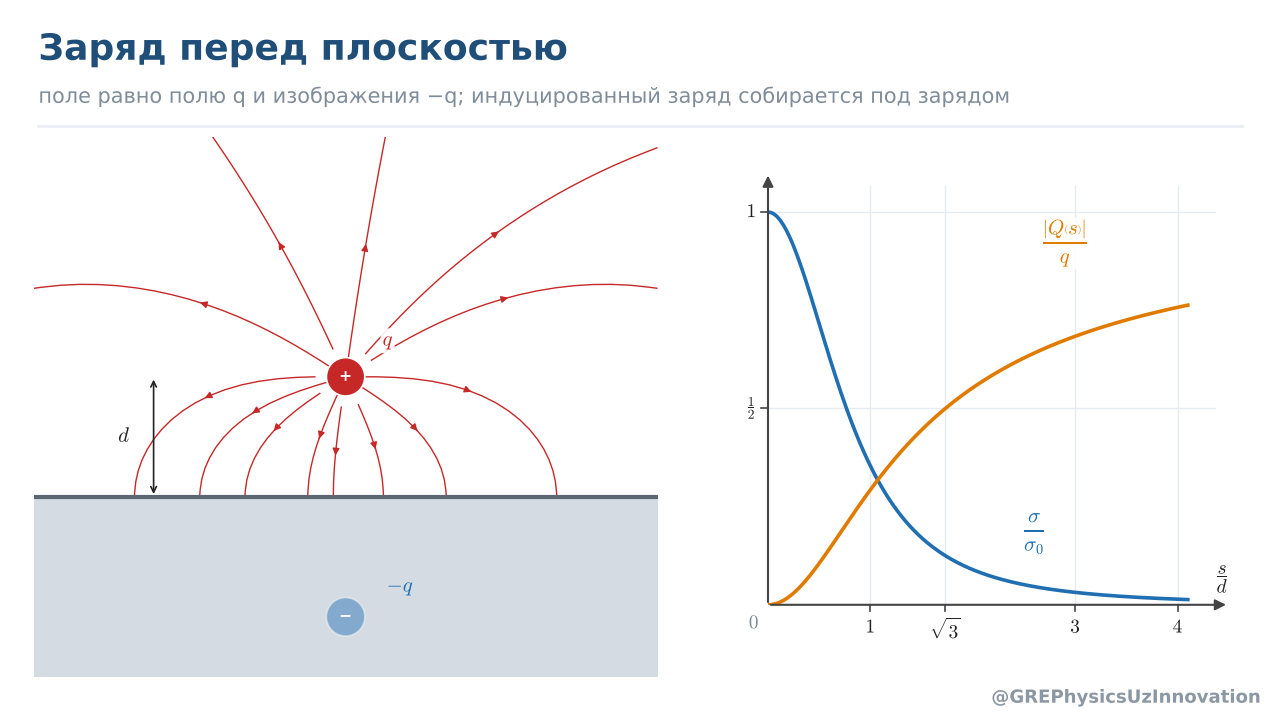 Заряд перед плоскостью
поле равно полю q и изображения −q; индуцированный заряд собирается под зарядом
q
+
d
−q
−
1
1/2
0
1
√3
3
4
|Q(s)|/q
σ/σ₀
s/d
@GREPhysicsUzInnovation